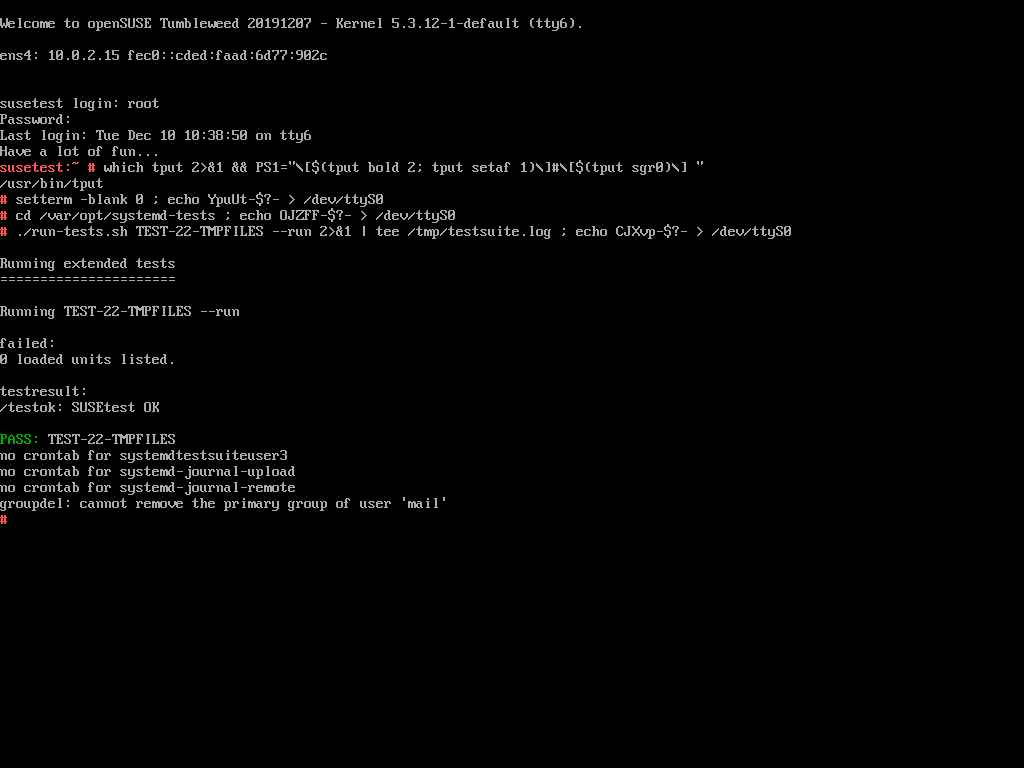 Welcome to openSUSE Tumbleweed 20191207 - Kernel 5.3.12-1-default (tty6).
ens4: 10.0.2.15 fec0::cded:faad:6d77:902c
susetest login: root
Password:
Last login: Tue Dec 10 10:38:50 on tty6
Have a lot of fun...
susetest:~ # which tput 2>&1 && PS1="\[$(tput bold 2; tput setaf 1)\]#\[$(tput sgr0)\] "
/usr/bin/tput
# setterm -blank 0 ; echo YpuUt-$?- > /dev/ttyS0
# cd /var/opt/systemd-tests ; echo OJZFF-$?- > /dev/ttyS0
# ./run-tests.sh TEST-22-TMPFILES --run 2>&1 | tee /tmp/testsuite.log ; echo CJXvp-$?- > /dev/ttyS0
Running extended tests
======================
Running TEST-22-TMPFILES --run
failed:
0 loaded units listed.
testresult:
/testok: SUSEtest OK
PASS: TEST-22-TMPFILES
no crontab for systemdtestsuiteuser3
no crontab for systemd-journal-upload
no crontab for systemd-journal-remote
groupdel: cannot remove the primary group of user 'mail'
#